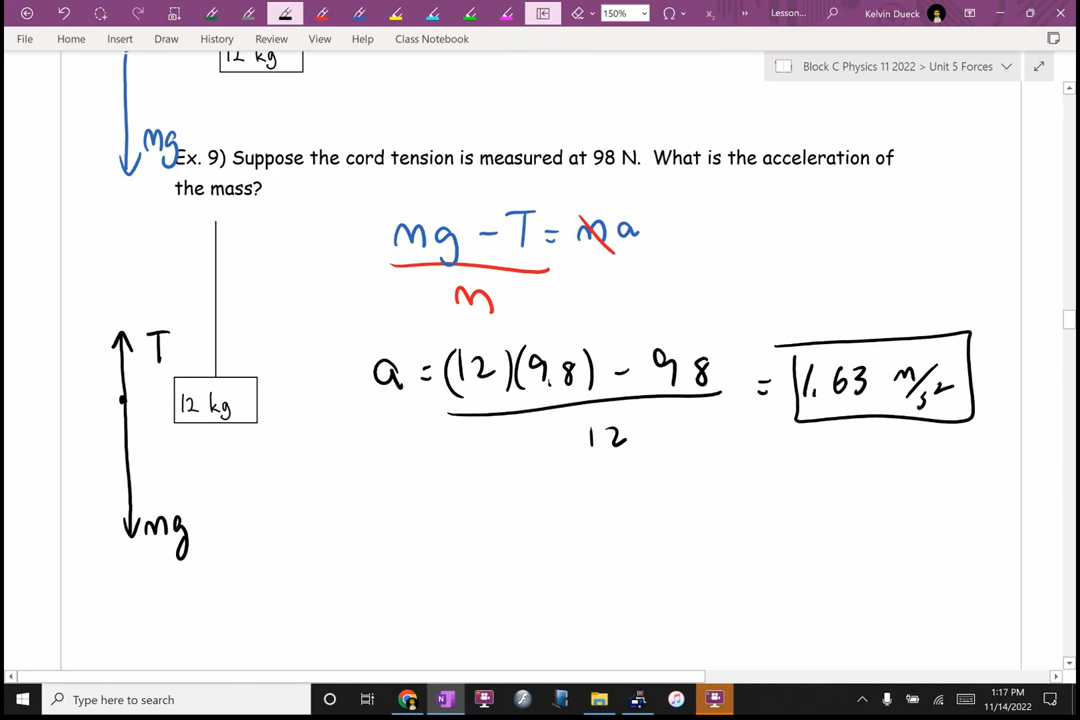 150%
Lesson...
Kelvin Dueck
File Home Insert Draw History Review View Help Class Notebook
12 kg
Block C Physics 11 2022 > Unit 5 Forces
mg
Ex. 9) Suppose the cord tension is measured at 98 N. What is the acceleration of
the mass?
mg - T = ma
m
T
a = (12)(9.8) - 98 = 1.63 m/s2
12
12 kg
mg
Type here to search
1:17 PM
11/14/2022